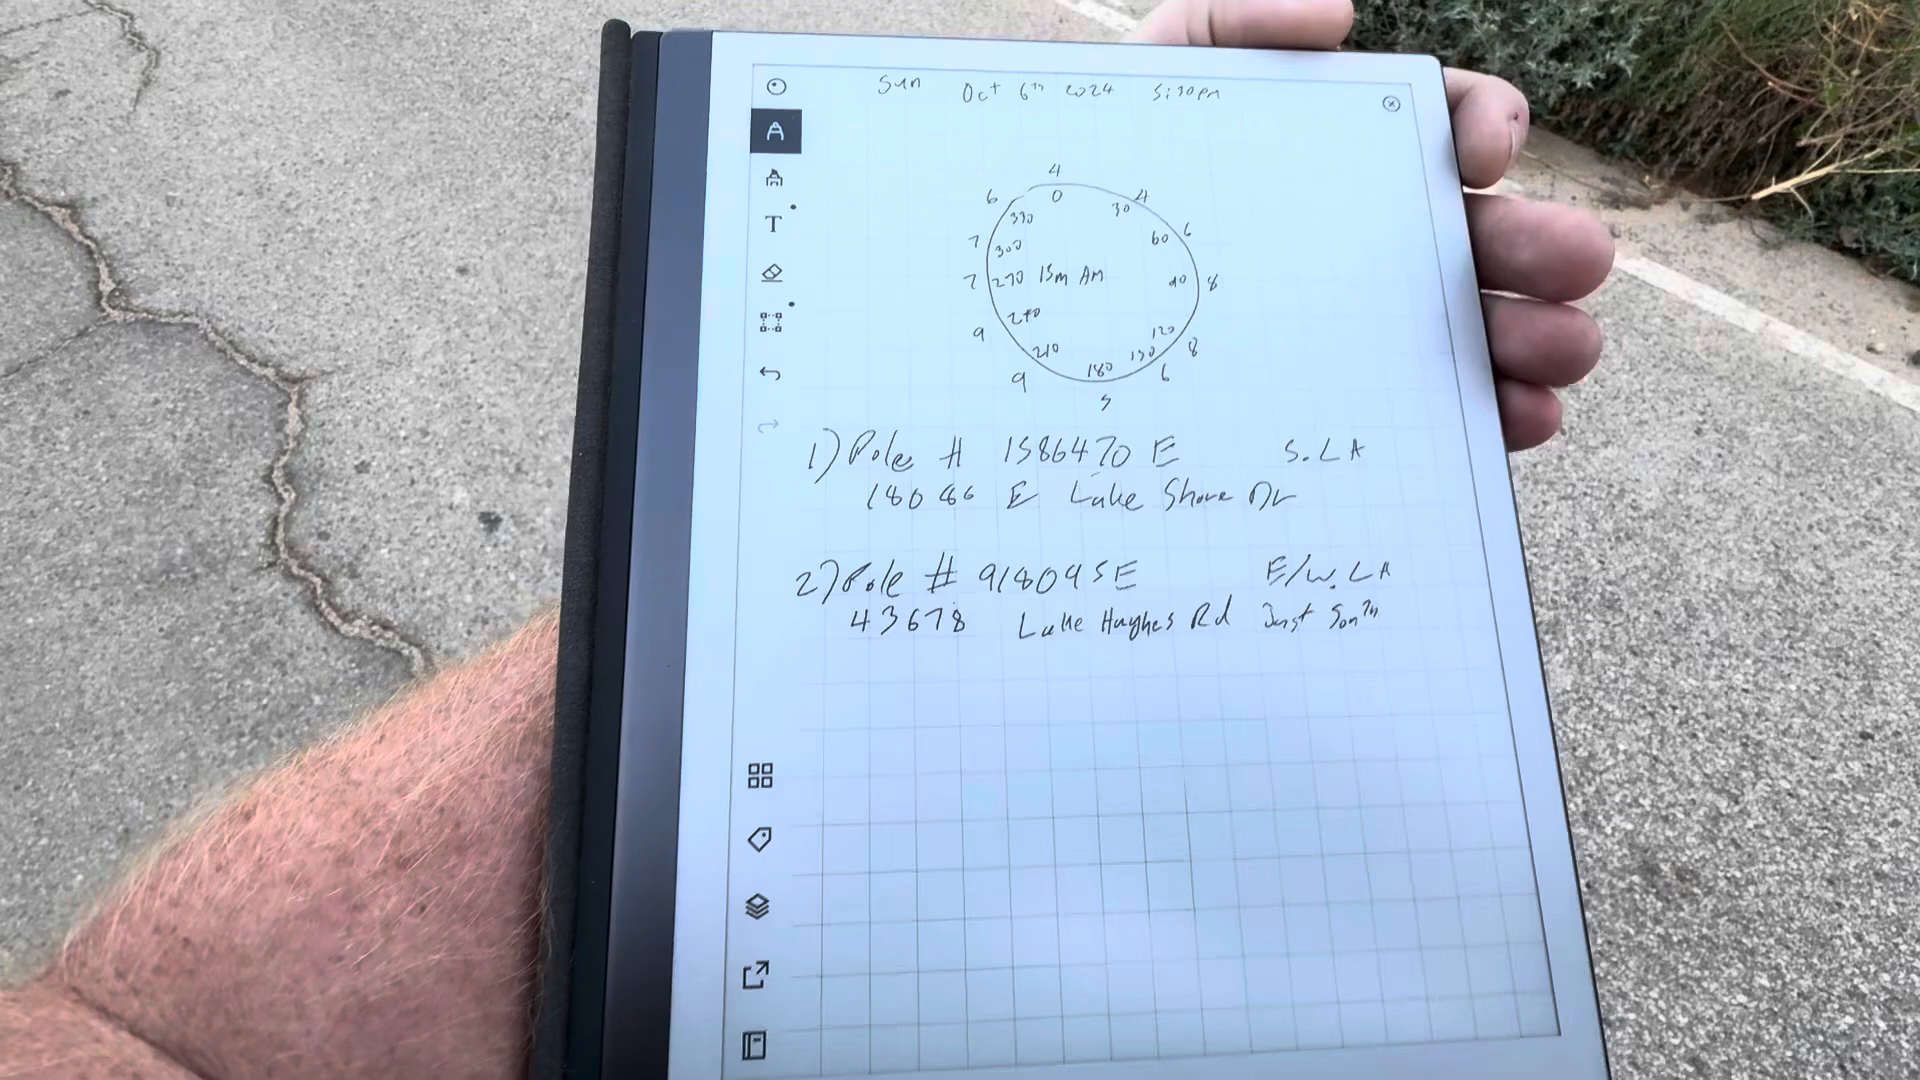 Sun Oct 6th 2024 5:30pm
4
6 0 4
330 30
7 300 60 6
7 270 15m AM 90 8
9 240 120
210 150 8
9 180 6
5
1) Pole # 1586470 E S. LA
18086 E Lake Shore Dr
2) Pole # 918095E E/W. LA
43678 Lake Hughes Rd Just South
T